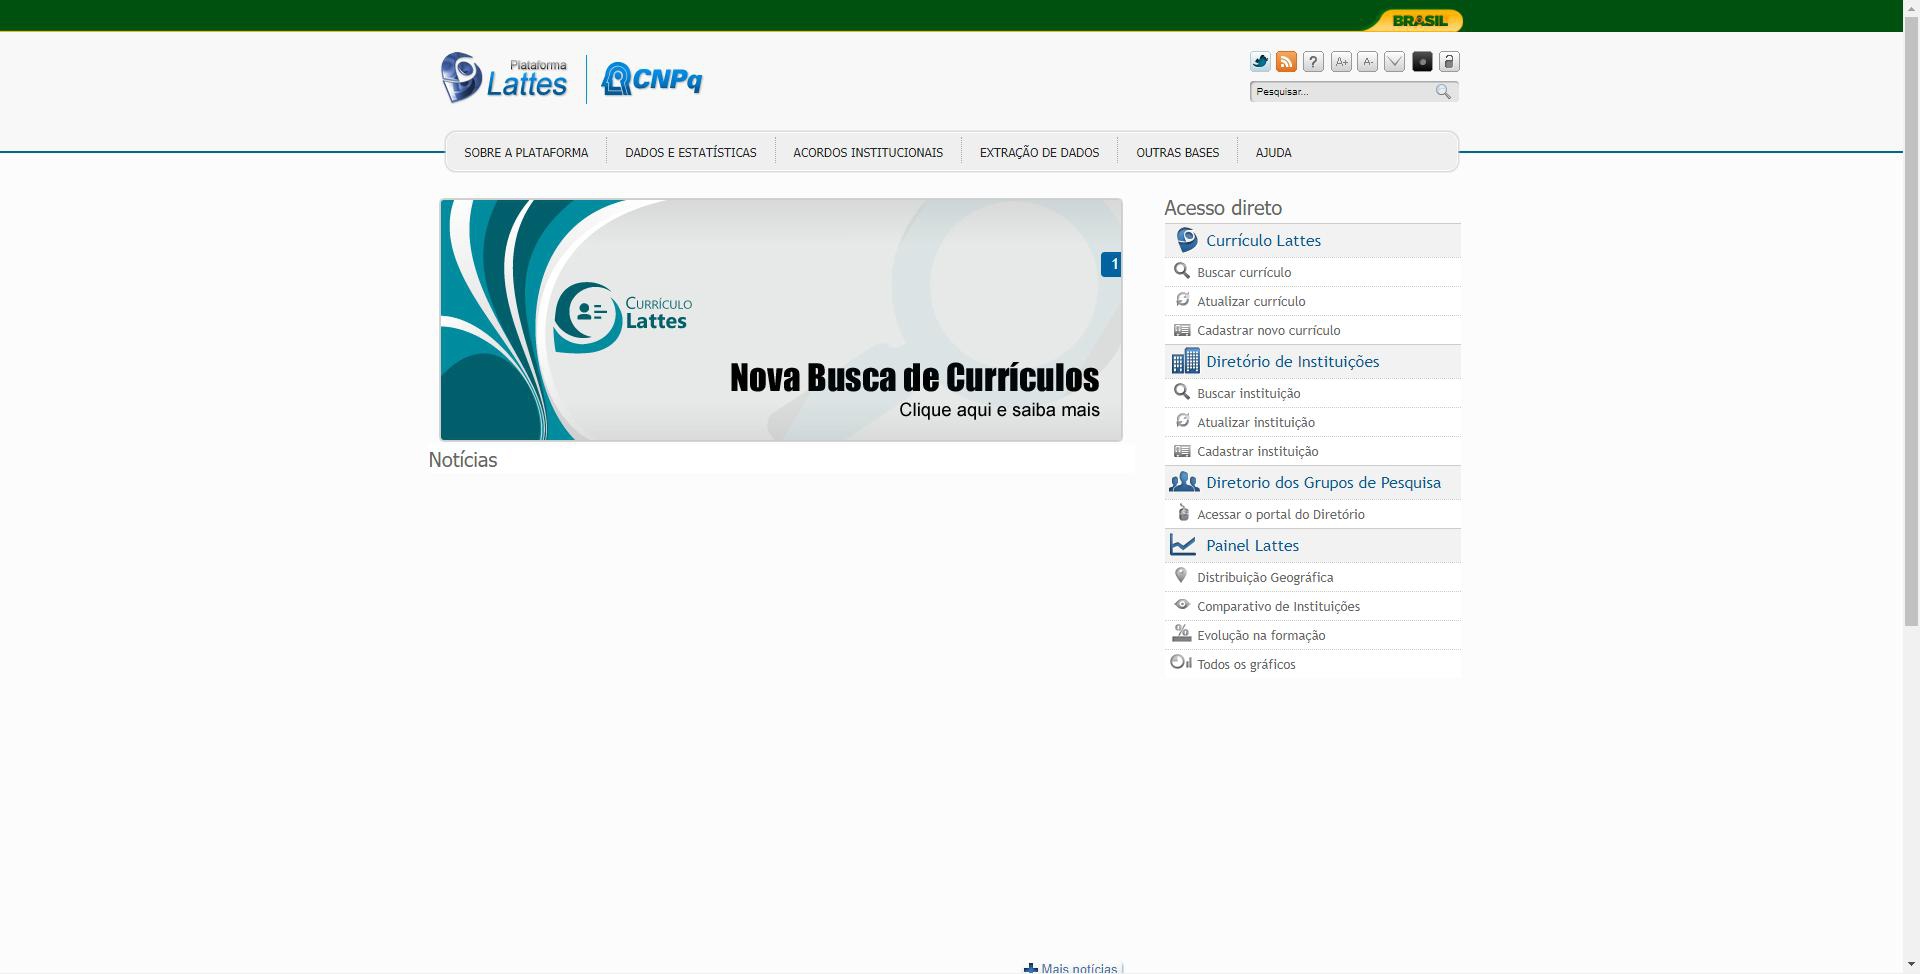 BRASIL
Plataforma
Lattes
CNPq
?
A+
A-
Pesquisar...
SOBRE A PLATAFORMA
DADOS E ESTATÍSTICAS
ACORDOS INSTITUCIONAIS
EXTRAÇÃO DE DADOS
OUTRAS BASES
AJUDA
1
CURRÍCULO
Lattes
Nova Busca de Currículos
Clique aqui e saiba mais
Notícias
Mais notícias
Acesso direto
Currículo Lattes
Buscar currículo
Atualizar currículo
Cadastrar novo currículo
Diretório de Instituições
Buscar instituição
Atualizar instituição
Cadastrar instituição
Diretorio dos Grupos de Pesquisa
Acessar o portal do Diretório
Painel Lattes
Distribuição Geográfica
Comparativo de Instituições
Evolução na formação
Todos os gráficos